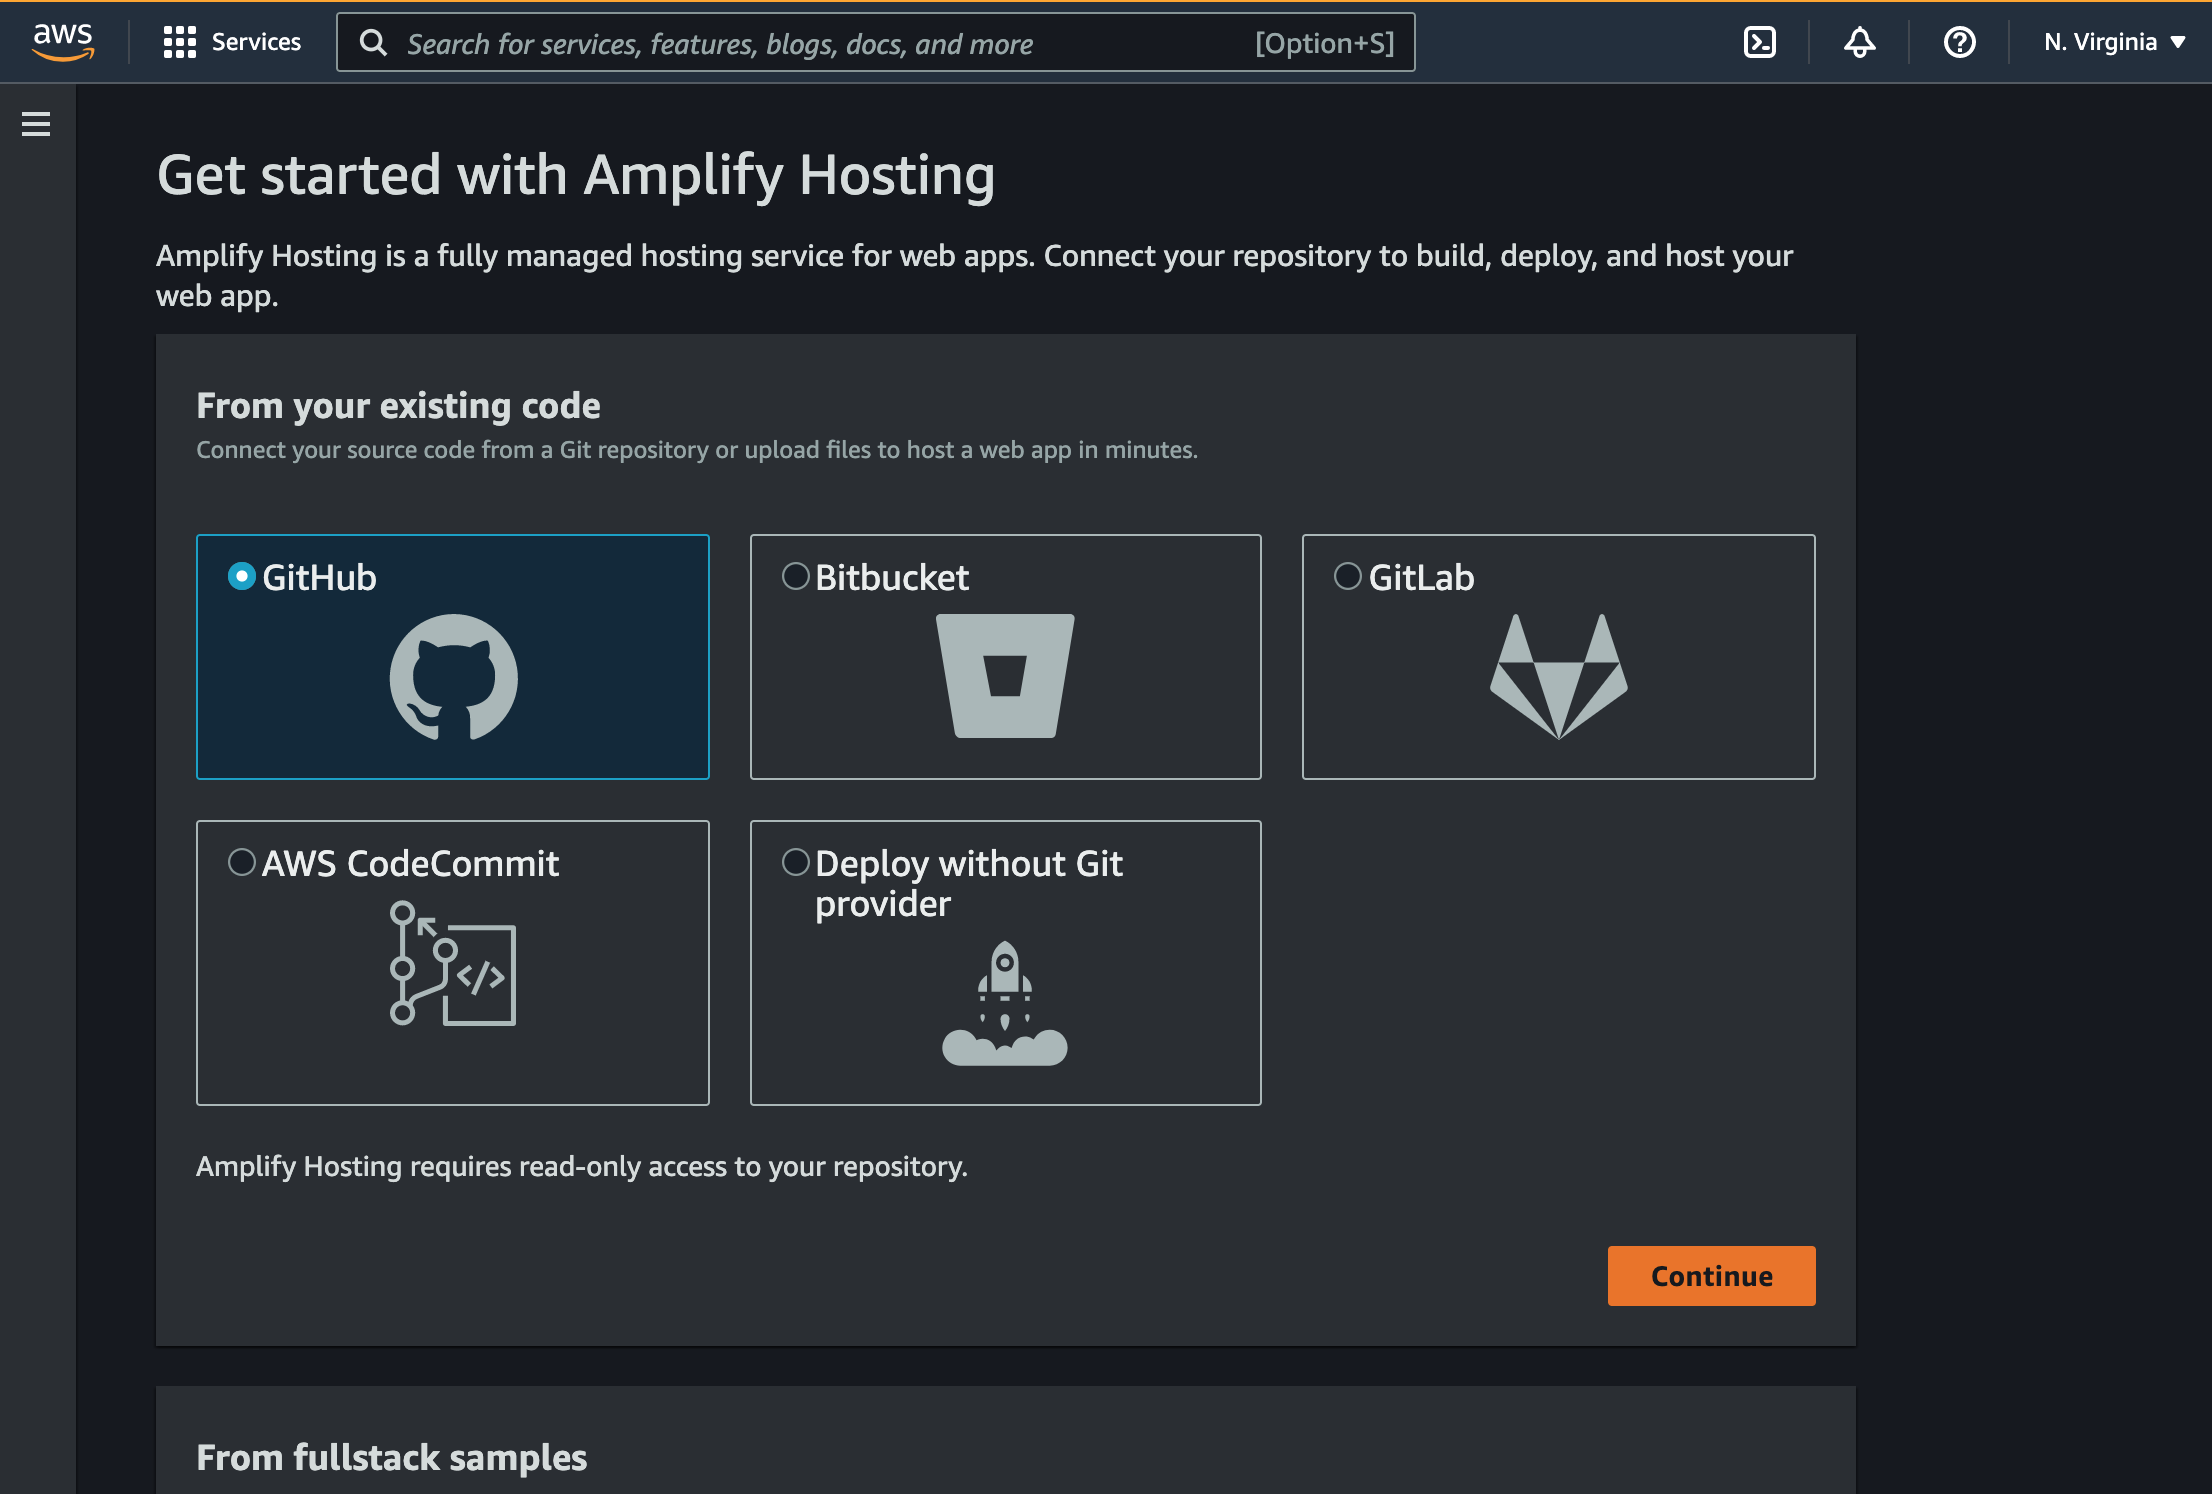 aws
Services
Search for services, features, blogs, docs, and more
[Option+S]
N. Virginia
Get started with Amplify Hosting
Amplify Hosting is a fully managed hosting service for web apps. Connect your repository to build, deploy, and host your
web app.
From your existing code
Connect your source code from a Git repository or upload files to host a web app in minutes.
GitHub
Bitbucket
GitLab
AWS CodeCommit
Deploy without Git
provider
Amplify Hosting requires read-only access to your repository.
Continue
From fullstack samples